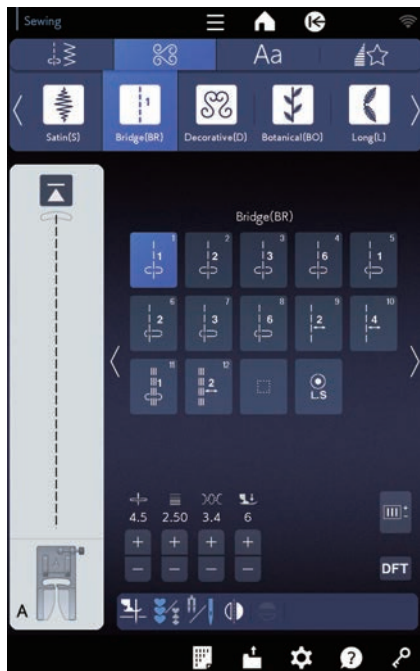 Sewing
Aa
1
Satin(S) Bridge(BR) Decorative(D) Botanical(BO) Long(L)
Bridge(BR)
1 2 3 4 5
1 2 3 6 1
6 7 8 9 10
2 3 6 2 4
11 12
1 2 L.S
4.5 2.50 3.4 6
+ + + +
− − − −
DFT
A
?